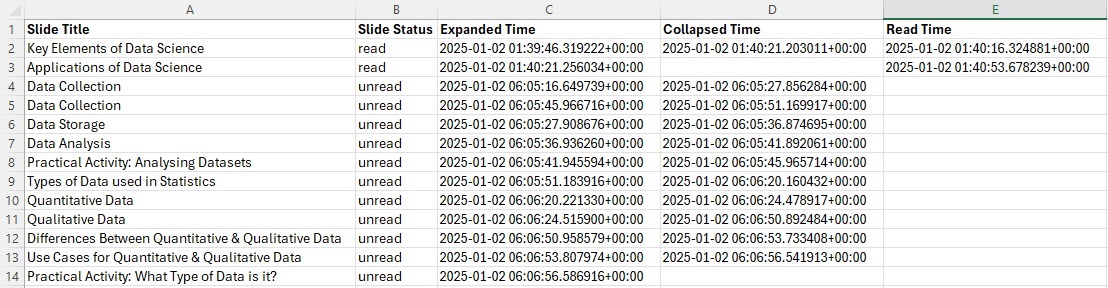 A B C D E
1 Slide Title Slide Status Expanded Time Collapsed Time Read Time
2 Key Elements of Data Science read 2025-01-02 01:39:46.319222+00:00 2025-01-02 01:40:21.203011+00:00 2025-01-02 01:40:16.324881+00:00
3 Applications of Data Science read 2025-01-02 01:40:21.256034+00:00 2025-01-02 01:40:53.678239+00:00
4 Data Collection unread 2025-01-02 06:05:16.649739+00:00 2025-01-02 06:05:27.856284+00:00
5 Data Collection unread 2025-01-02 06:05:45.966716+00:00 2025-01-02 06:05:51.169917+00:00
6 Data Storage unread 2025-01-02 06:05:27.908676+00:00 2025-01-02 06:05:36.874695+00:00
7 Data Analysis unread 2025-01-02 06:05:36.936260+00:00 2025-01-02 06:05:41.892061+00:00
8 Practical Activity: Analysing Datasets unread 2025-01-02 06:05:41.945594+00:00 2025-01-02 06:05:45.965714+00:00
9 Types of Data used in Statistics unread 2025-01-02 06:05:51.183916+00:00 2025-01-02 06:06:20.160432+00:00
10 Quantitative Data unread 2025-01-02 06:06:20.221330+00:00 2025-01-02 06:06:24.478917+00:00
11 Qualitative Data unread 2025-01-02 06:06:24.515900+00:00 2025-01-02 06:06:50.892484+00:00
12 Differences Between Quantitative & Qualitative Data unread 2025-01-02 06:06:50.958579+00:00 2025-01-02 06:06:53.733408+00:00
13 Use Cases for Quantitative & Qualitative Data unread 2025-01-02 06:06:53.807974+00:00 2025-01-02 06:06:56.541913+00:00
14 Practical Activity: What Type of Data is it? unread 2025-01-02 06:06:56.586916+00:00